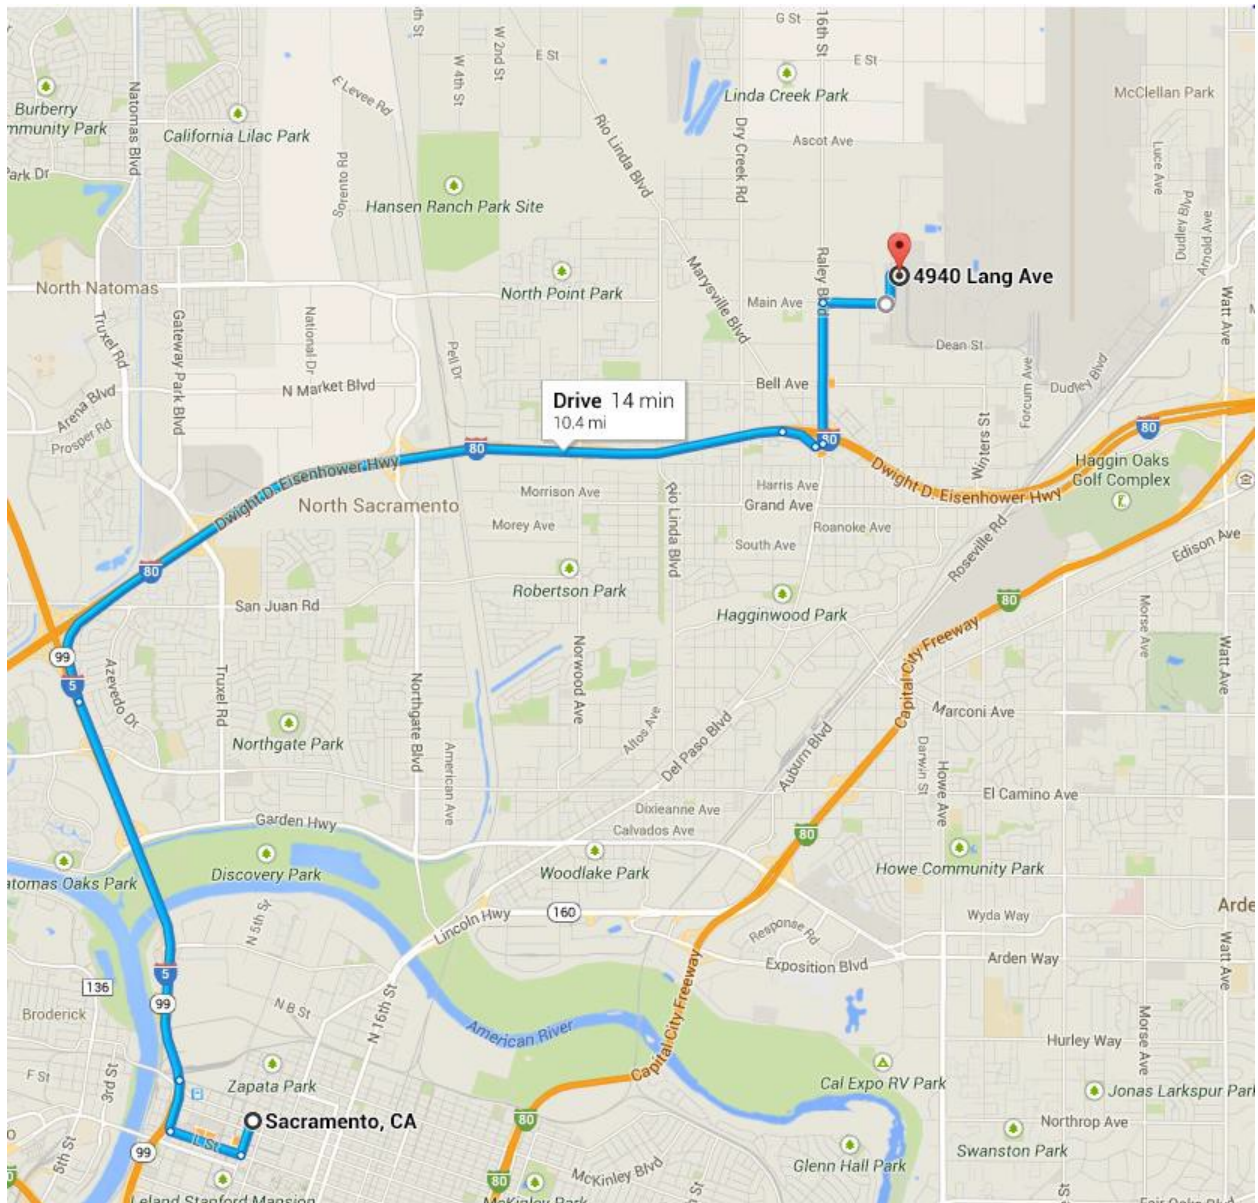 G St
16th St
W 2nd St
E St
E St
W 4th St
Burberry
mmunity Park
Natomas Blvd
California Lilac Park
E Levee Rd
Linda Creek Park
McClellan Park
Rio Linda Blvd
Dry Creek Rd
Ascot Ave
Luce Ave
Park Dr
Sorento Rd
Hansen Ranch Park Site
Dudley Blvd
Arnold Ave
Raley Blvd
Marysville Blvd
4940 Lang Ave
North Natomas
North Point Park
Main Ave
Watt Ave
Truxel Rd
Gateway Park Blvd
National Dr
Pell Dr
Dean St
Forcum Ave
Dudley Blvd
N Market Blvd
Arena Blvd
Prosper Rd
Bell Ave
Drive 14 min
10.4 mi
Winters St
80
80
80
Dwight D. Eisenhower Hwy
Dwight D. Eisenhower Hwy
Haggin Oaks
Golf Complex
North Sacramento
Morrison Ave
Rio Linda Blvd
Harris Ave
Grand Ave
Morey Ave
Roanoke Ave
South Ave
Roseville Rd
Edison Ave
80
Robertson Park
Hagginwood Park
80
San Juan Rd
Morse Ave
Capital City Freeway
99
5
Azevedo Dr
Truxel Rd
Northgate Blvd
Norwood Ave
Watt Ave
Northgate Park
Altos Ave
Del Paso Blvd
Marconi Ave
Auburn Blvd
Darwin St
Howe Ave
American Ave
El Camino Ave
Garden Hwy
Dixieanne Ave
Calvados Ave
80
atomas Oaks Park
Discovery Park
Woodlake Park
Howe Community Park
Lincoln Hwy
160
N 5th St
Response Rd
Wyda Way
Arde
Exposition Blvd
Arden Way
Watt Ave
5
136
99
Broderick
N B St
N 16th St
American River
Capital City Freeway
Hurley Way
Morse Ave
F St
3rd St
Zapata Park
Cal Expo RV Park
Jonas Larkspur Park
Sacramento, CA
80
Northrop Ave
L St
99
Swanston Park
5th St
Glenn Hall Park
McKinley Blvd
80
Leland Stanford Mansion
McKinley Park
Fair Oaks Blvd